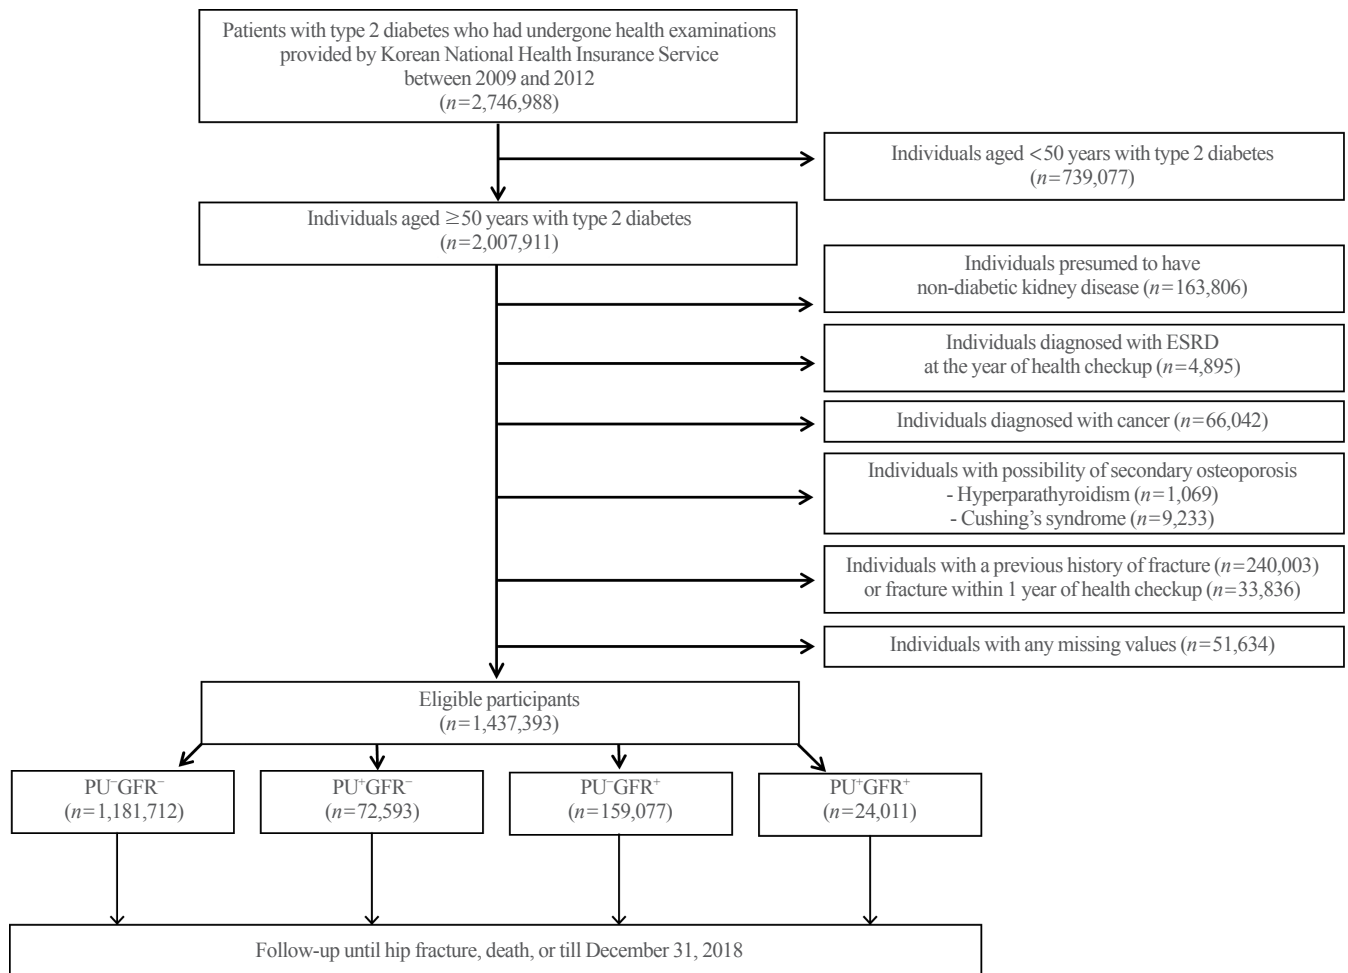 Patients with type 2 diabetes who had undergone health examinations
provided by Korean National Health Insurance Service
between 2009 and 2012
(n=2,746,988)
Individuals aged <50 years with type 2 diabetes
(n=739,077)
Individuals aged ≥50 years with type 2 diabetes
(n=2,007,911)
Individuals presumed to have
non-diabetic kidney disease (n=163,806)
Individuals diagnosed with ESRD
at the year of health checkup (n=4,895)
Individuals diagnosed with cancer (n=66,042)
Individuals with possibility of secondary osteoporosis
- Hyperparathyroidism (n=1,069)
- Cushing’s syndrome (n=9,233)
Individuals with a previous history of fracture (n=240,003)
or fracture within 1 year of health checkup (n=33,836)
Individuals with any missing values (n=51,634)
Eligible participants
(n=1,437,393)
PU⁻GFR⁻
(n=1,181,712)
PU⁺GFR⁻
(n=72,593)
PU⁻GFR⁺
(n=159,077)
PU⁺GFR⁺
(n=24,011)
Follow-up until hip fracture, death, or till December 31, 2018